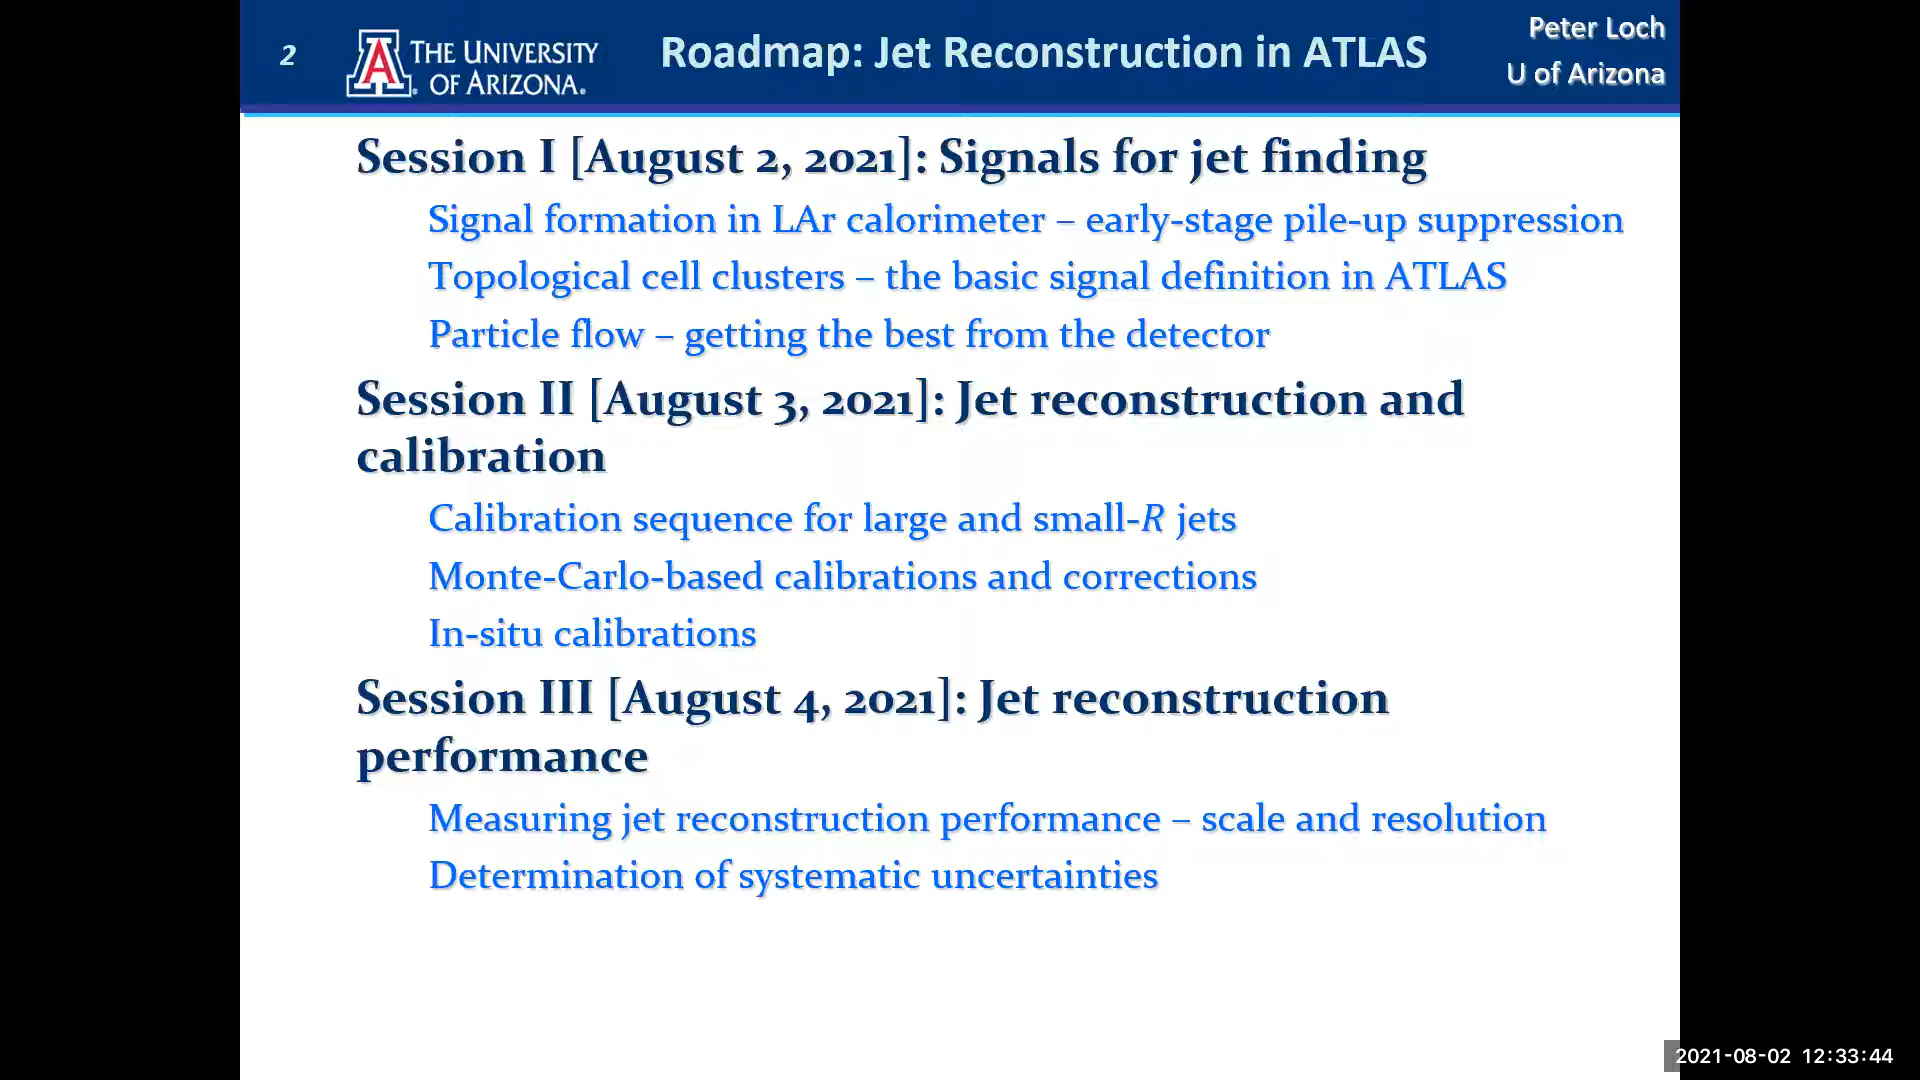 2
THE UNIVERSITY
OF ARIZONA.
Roadmap: Jet Reconstruction in ATLAS
Peter Loch
U of Arizona
Session I [August 2, 2021]: Signals for jet finding
Signal formation in LAr calorimeter – early-stage pile-up suppression
Topological cell clusters – the basic signal definition in ATLAS
Particle flow – getting the best from the detector
Session II [August 3, 2021]: Jet reconstruction and
calibration
Calibration sequence for large and small-R jets
Monte-Carlo-based calibrations and corrections
In-situ calibrations
Session III [August 4, 2021]: Jet reconstruction
performance
Measuring jet reconstruction performance – scale and resolution
Determination of systematic uncertainties
2021-08-02 12:33:44